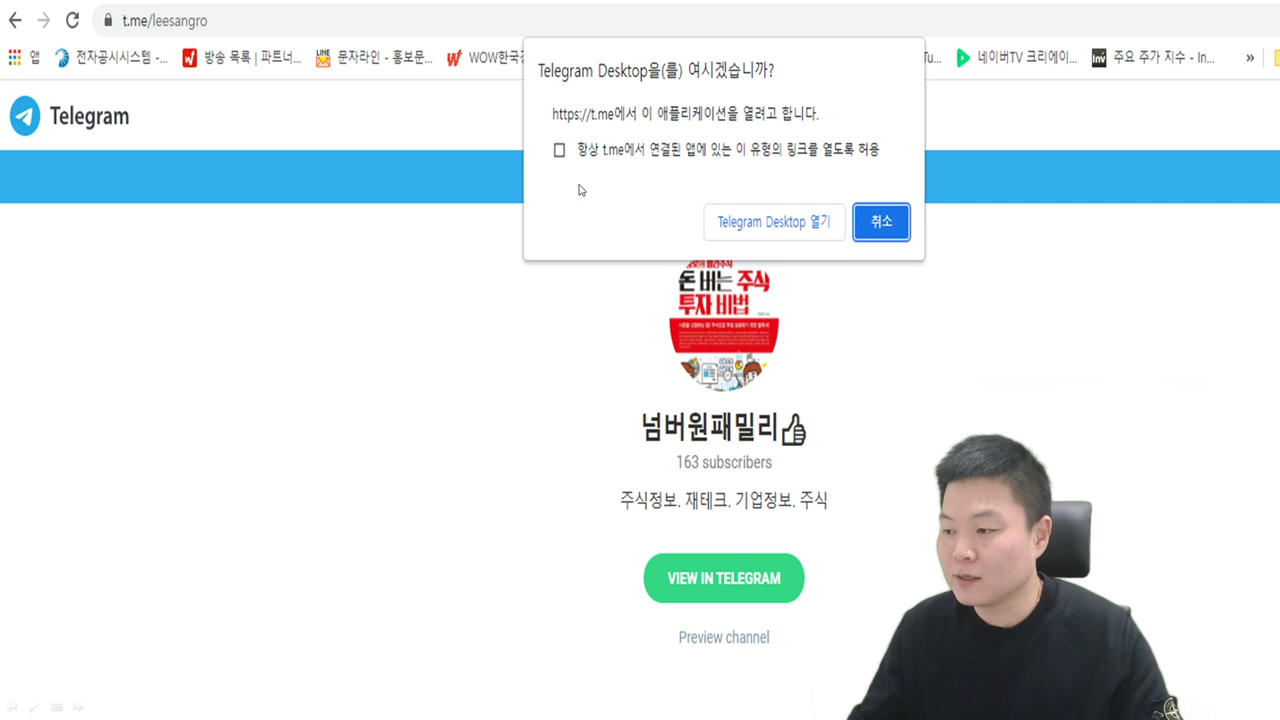 t.me/leesangro
앱
전자공시시스템 -...
방송 목록 | 파트너...
LINE
문자라인 - 홍보문...
WOW한국경
Tu...
네이버TV 크리에이...
Inv
주요 주가 지수 - In...
»
Telegram Desktop을(를) 여시겠습니까?
https://t.me에서 이 애플리케이션을 열려고 합니다.
항상 t.me에서 연결된 앱에 있는 이 유형의 링크를 열도록 허용
Telegram Desktop 열기
취소
Telegram
돈 버는 주식
투자 비법
넘버원패밀리
163 subscribers
주식정보. 재테크. 기업정보. 주식
VIEW IN TELEGRAM
Preview channel